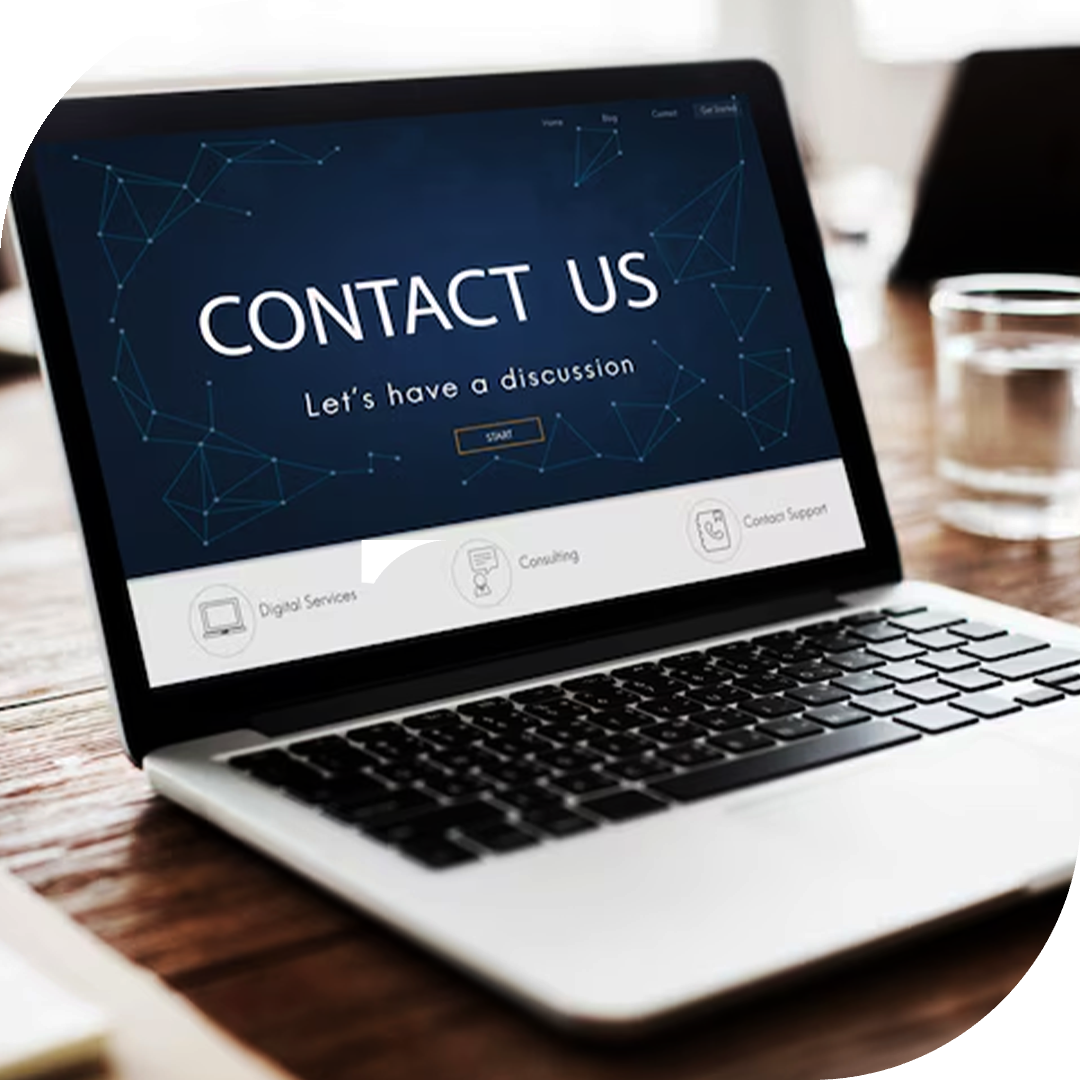 Home Blog Contact Get Started
CONTACT US
Let's have a discussion
START
Digital Services
Consulting
Contact Support